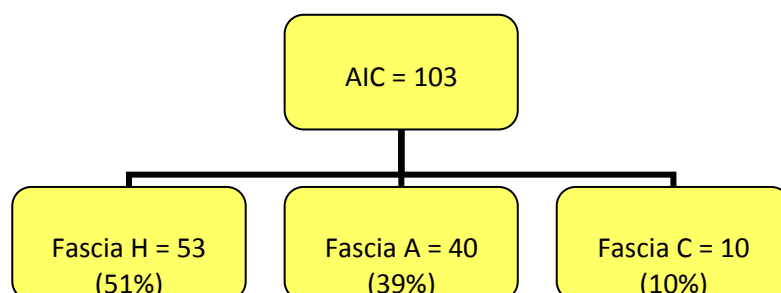 AIC = 103
Fascia H = 53
(51%)
Fascia A = 40
(39%)
Fascia C = 10
(10%)